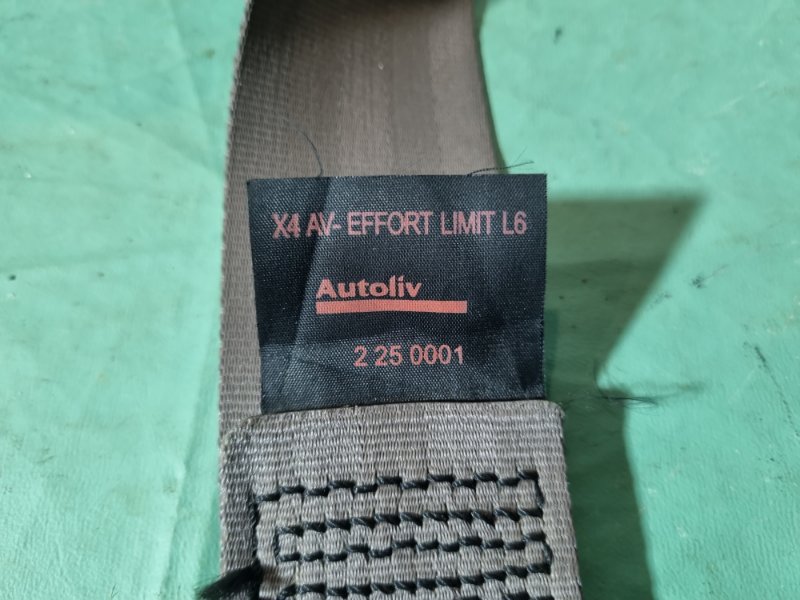 X4 AV- EFFORT LIMIT L6
Autoliv
2 25 0001